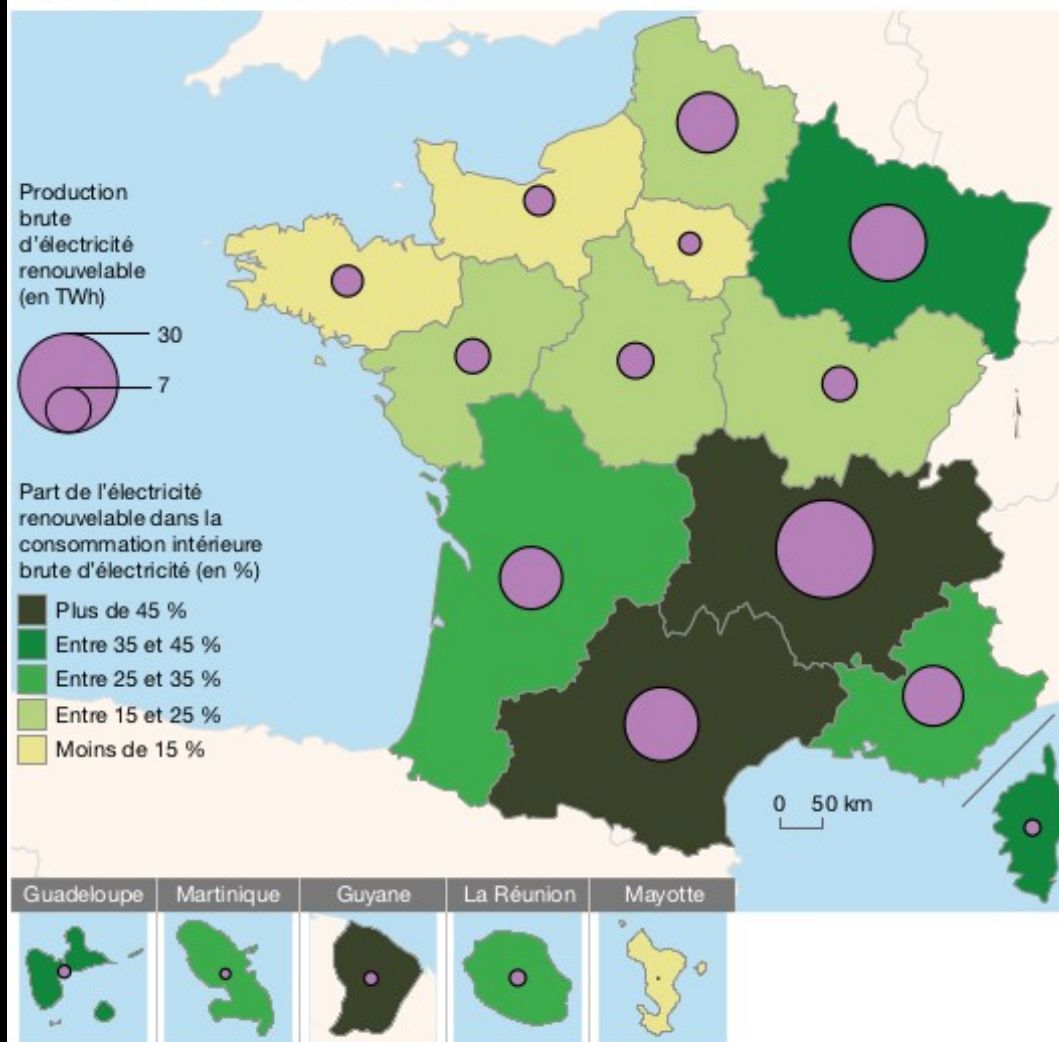 Production
brute
d'électricité
renouvelable
(en TWh)
30
7
Part de l'électricité
renouvelable dans la
consommation intérieure
brute d'électricité (en %)
Plus de 45 %
Entre 35 et 45 %
Entre 25 et 35 %
Entre 15 et 25 %
Moins de 15 %
0 50 km
Guadeloupe
Martinique
Guyane
La Réunion
Mayotte